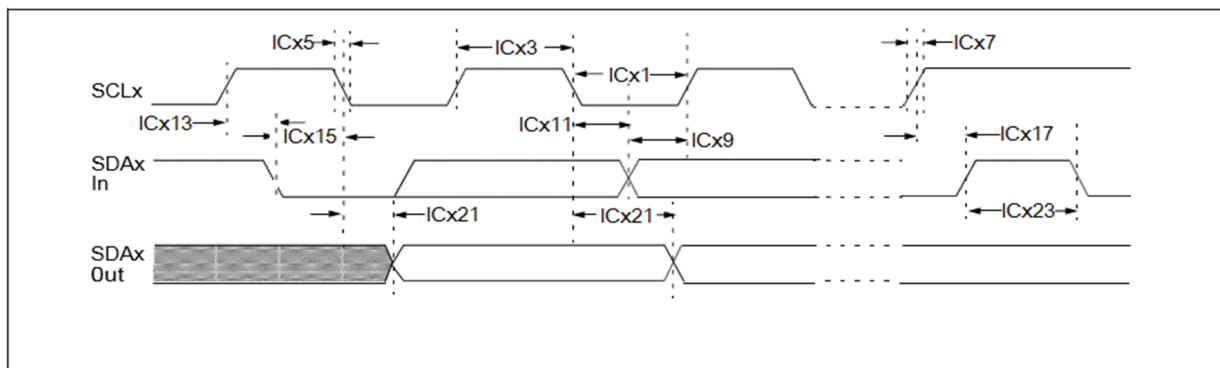 ICx5
ICx3
ICx7
ICx1
SCLx
ICx13
ICx15
ICx11
ICx9
ICx17
SDAx
In
ICx21
ICx21
ICx23
SDAx
Out